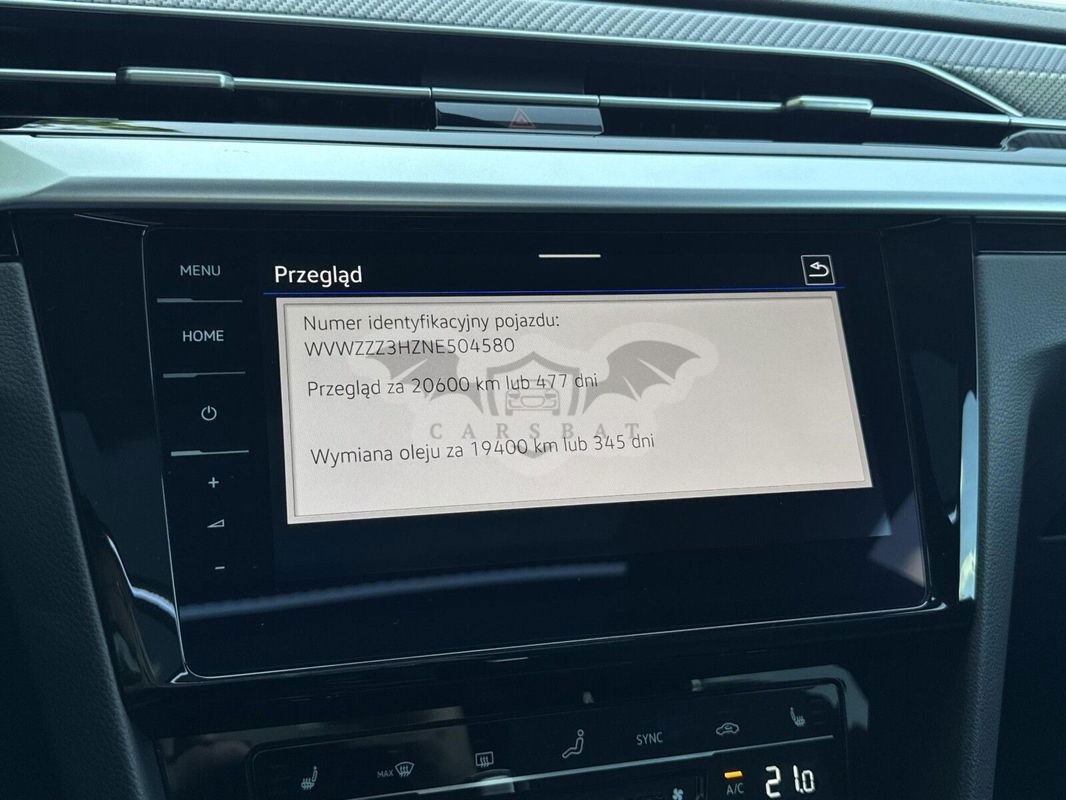 MENU
Przegląd
HOME
Numer identyfikacyjny pojazdu:
WVWZZZ3HZNE504580
Przegląd za 20600 km lub 477 dni
CARSBAT
Wymiana oleju za 19400 km lub 345 dni
+
-
MAX
SYNC
A/C
21.0